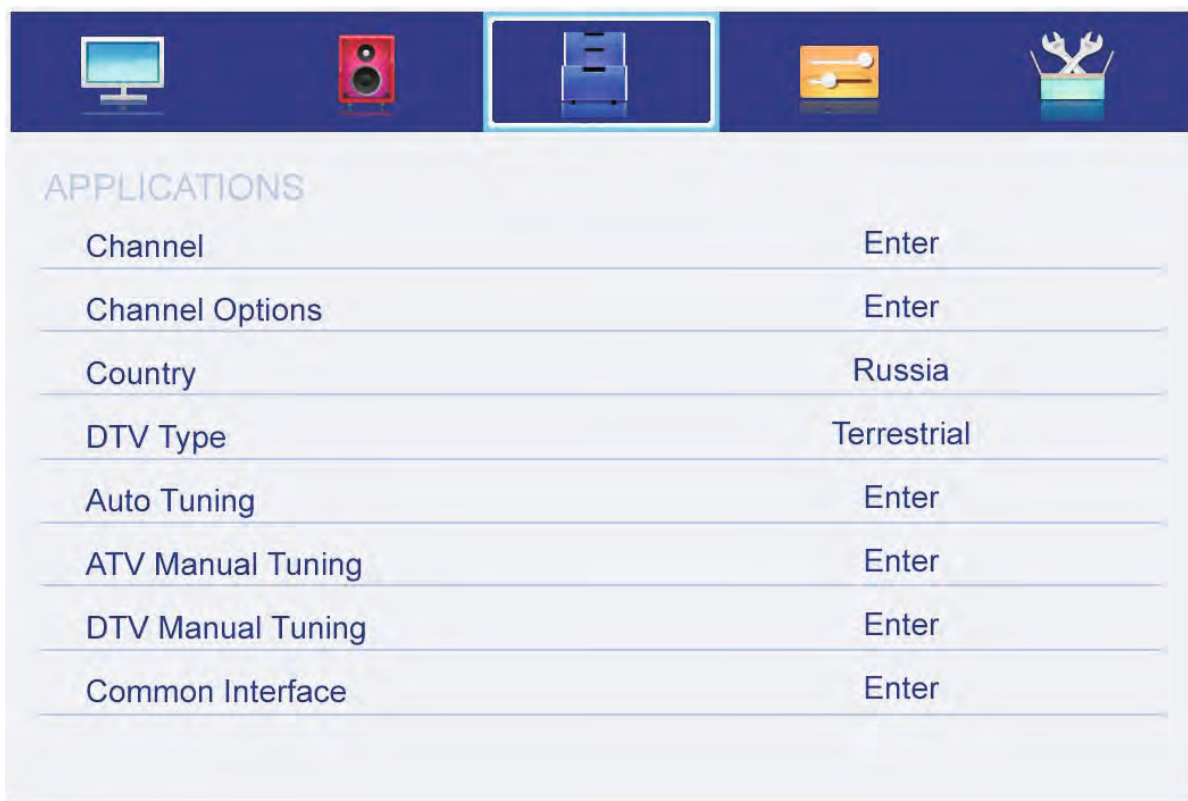 APPLICATIONS
Channel Enter
Channel Options Enter
Country Russia
DTV Type Terrestrial
Auto Tuning Enter
ATV Manual Tuning Enter
DTV Manual Tuning Enter
Common Interface Enter